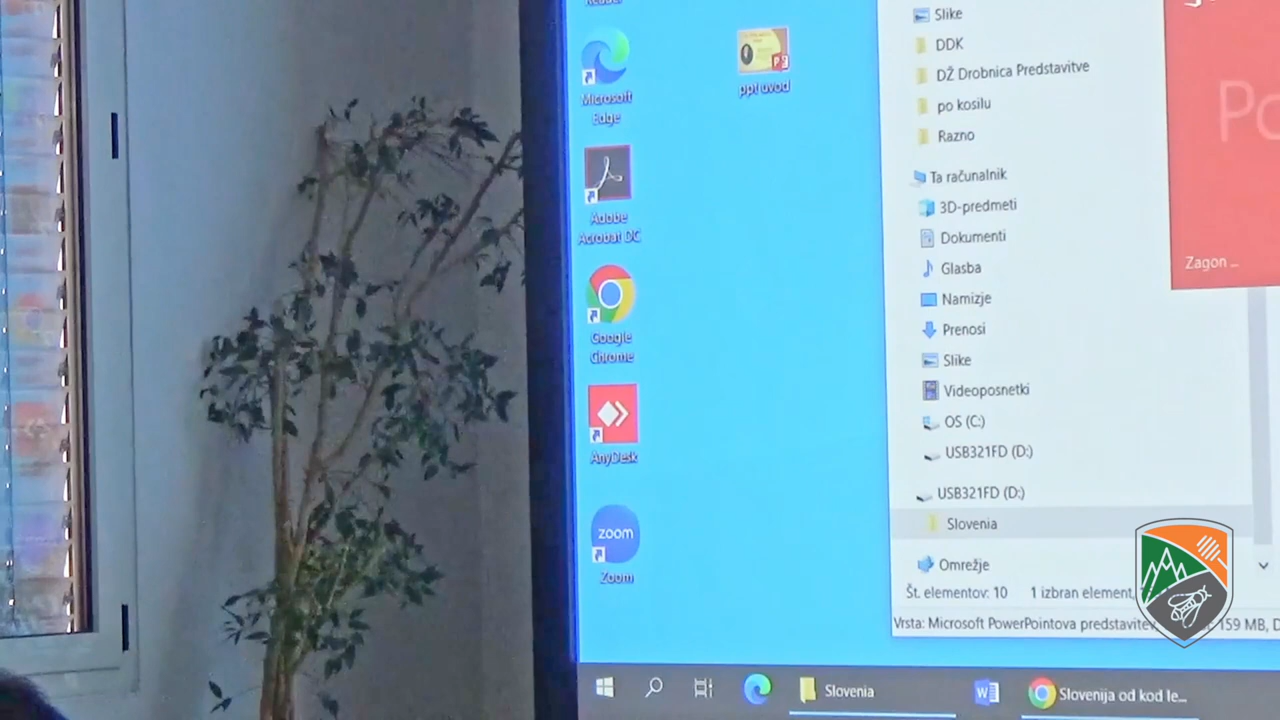 Microsoft
Edge
Adobe
Acrobat DC
Google
Chrome
AnyDesk
zoom
Zoom
ppt uvod
Slike
DDK
DŽ Drobnica Predstavitve
po kosilu
Razno
Ta računalnik
3D-predmeti
Dokumenti
Glasba
Namizje
Prenosi
Slike
Videoposnetki
OS (C:)
USB321FD (D:)
USB321FD (D:)
Slovenia
Omrežje
Št. elementov: 10 1 izbran element,
Vrsta: Microsoft PowerPointova 159 MB,
Zagon ...
Slovenia
Slovenija od kod le...